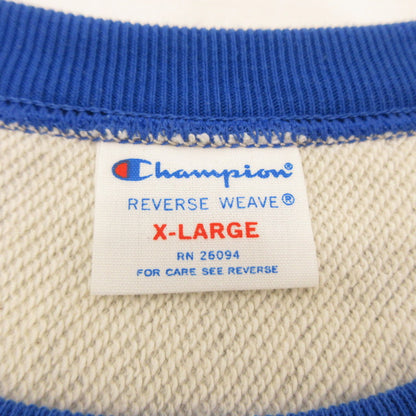 Champion®
REVERSE WEAVE®
X-LARGE
RN 26094
FOR CARE SEE REVERSE